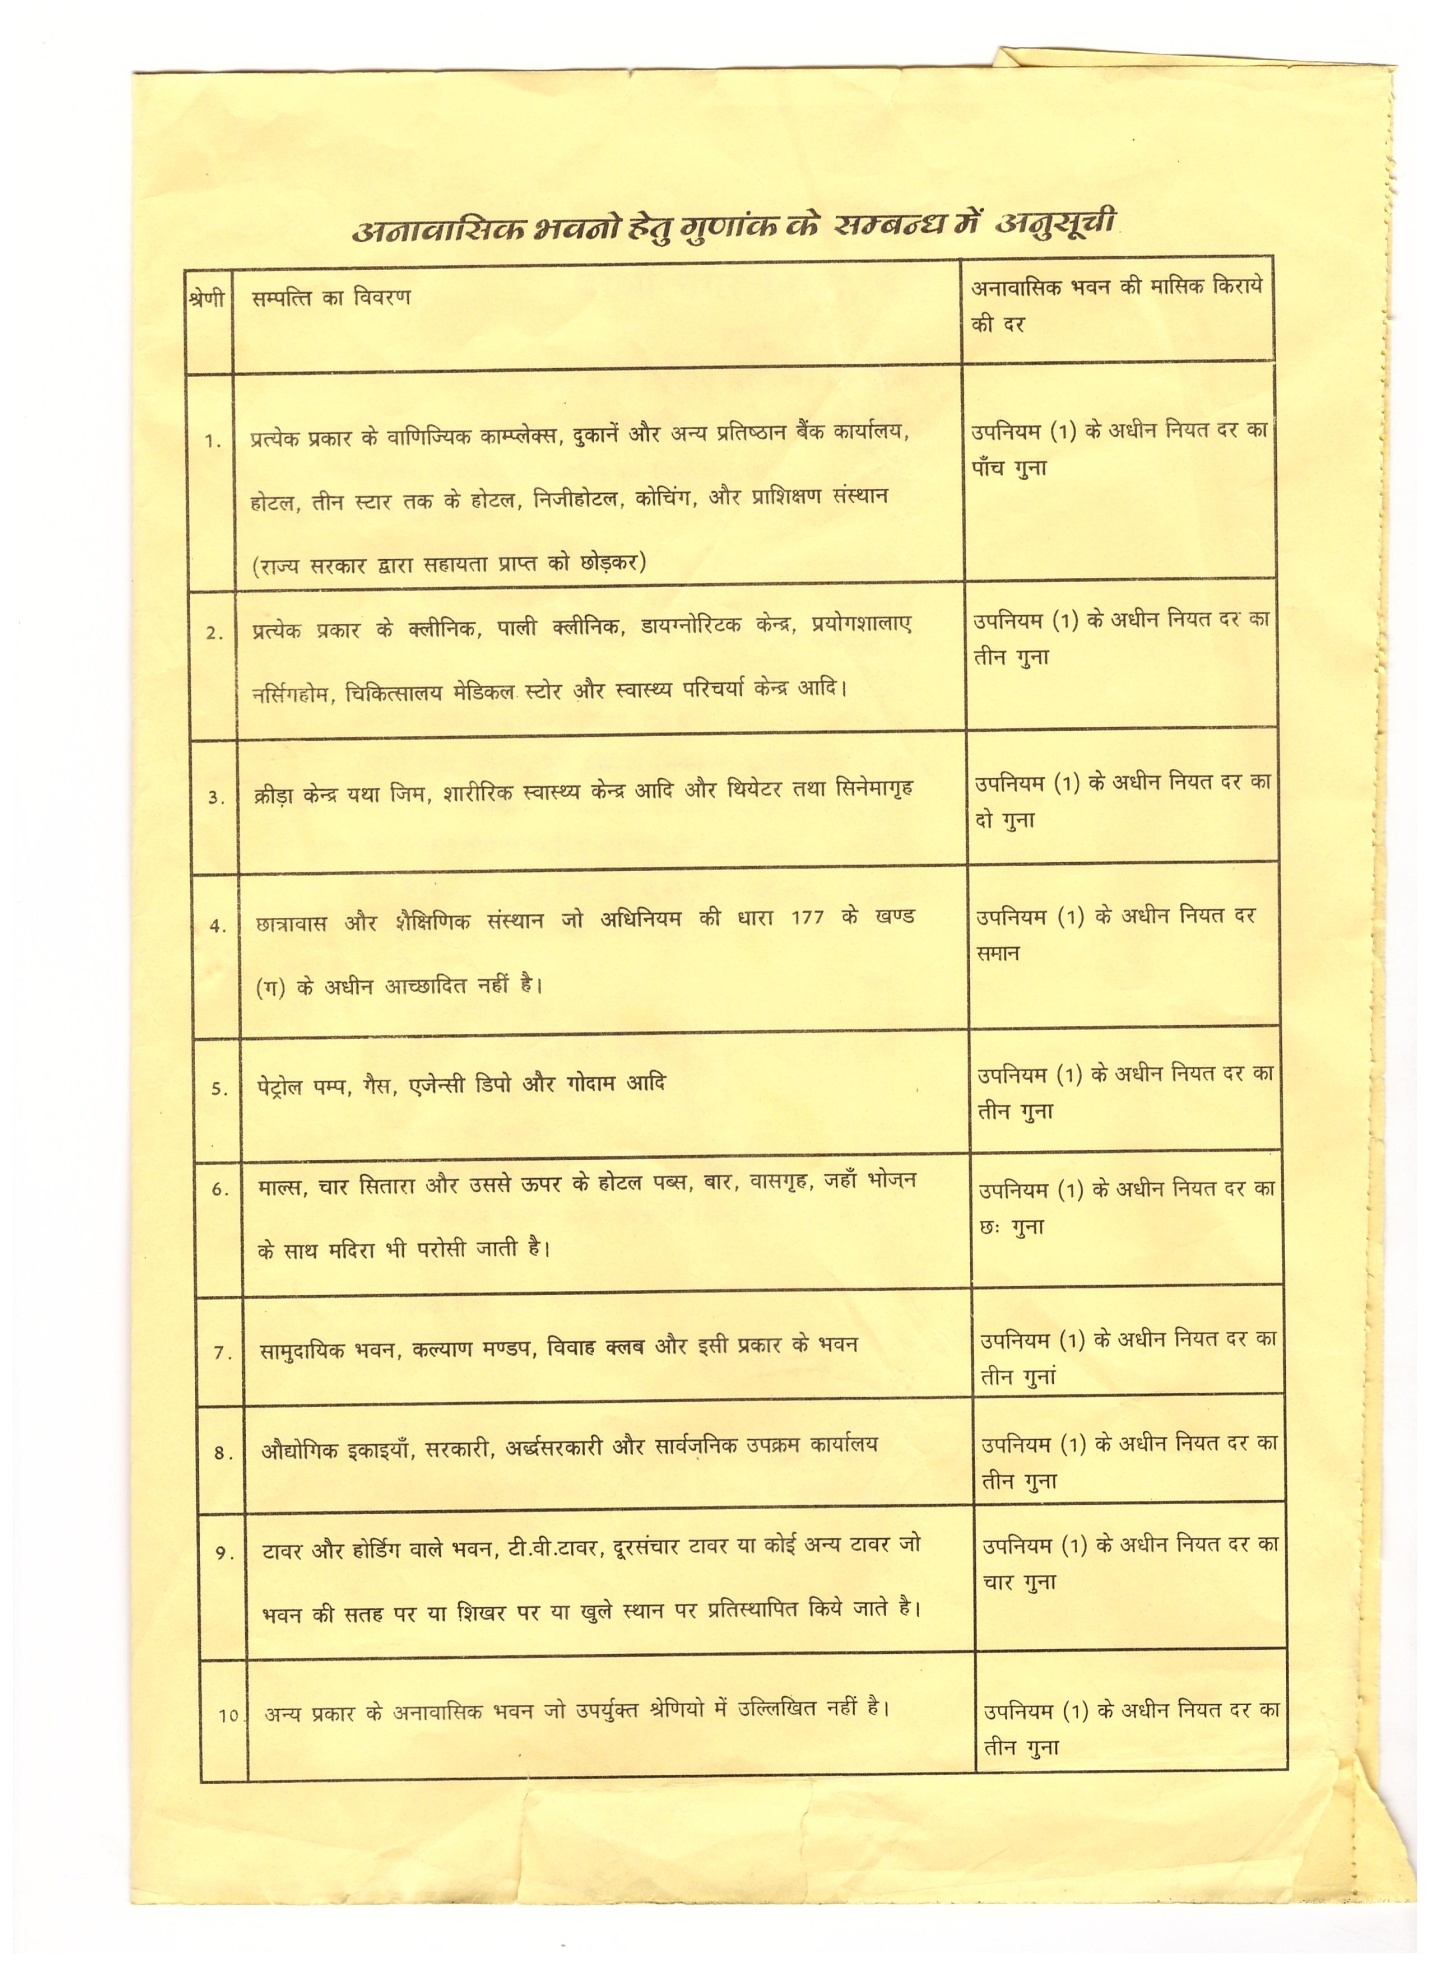 अनावासिक भवनो हेतु गुणांक के सम्बन्ध में अनुसूची
श्रेणी सम्पत्ति का विवरण
अनावासिक भवन की मासिक किराये
की दर
1. प्रत्येक प्रकार के वाणिज्यिक काम्प्लेक्स, दुकानें और अन्य प्रतिष्ठान बैंक कार्यालय,
होटल, तीन स्टार तक के होटल, निजीहोटल, कोचिंग, और प्राशिक्षण संस्थान
(राज्य सरकार द्वारा सहायता प्राप्त को छोड़कर)
उपनियम (1) के अधीन नियत दर का
पाँच गुना
2. प्रत्येक प्रकार के क्लीनिक, पाली क्लीनिक, डायग्नोरिटक केन्द्र, प्रयोगशालाए
नर्सिगहोम, चिकित्सालय मेडिकल स्टोर और स्वास्थ्य परिचर्या केन्द्र आदि।
उपनियम (1) के अधीन नियत दर का
तीन गुना
3. क्रीड़ा केन्द्र यथा जिम, शारीरिक स्वास्थ्य केन्द्र आदि और थियेटर तथा सिनेमागृह
उपनियम (1) के अधीन नियत दर का
दो गुना
4. छात्रावास और शैक्षिणिक संस्थान जो अधिनियम की धारा 177 के खण्ड
(ग) के अधीन आच्छादित नहीं है।
उपनियम (1) के अधीन नियत दर
समान
5. पेट्रोल पम्प, गैस, एजेन्सी डिपो और गोदाम आदि
उपनियम (1) के अधीन नियत दर का
तीन गुना
6. माल्स, चार सितारा और उससे ऊपर के होटल पब्स, बार, वासगृह, जहाँ भोजन
के साथ मदिरा भी परोसी जाती है।
उपनियम (1) के अधीन नियत दर का
छः गुना
7. सामुदायिक भवन, कल्याण मण्डप, विवाह क्लब और इसी प्रकार के भवन
उपनियम (1) के अधीन नियत दर का
तीन गुनां
8. औद्योगिक इकाइयाँ, सरकारी, अर्द्धसरकारी और सार्वजनिक उपक्रम कार्यालय
उपनियम (1) के अधीन नियत दर का
तीन गुना
9. टावर और होर्डिग वाले भवन, टी.वी.टावर, दूरसंचार टावर या कोई अन्य टावर जो
भवन की सतह पर या शिखर पर या खुले स्थान पर प्रतिस्थापित किये जाते है।
उपनियम (1) के अधीन नियत दर का
चार गुना
10. अन्य प्रकार के अनावासिक भवन जो उपर्युक्त श्रेणियो में उल्लिखित नहीं है।
उपनियम (1) के अधीन नियत दर का
तीन गुना